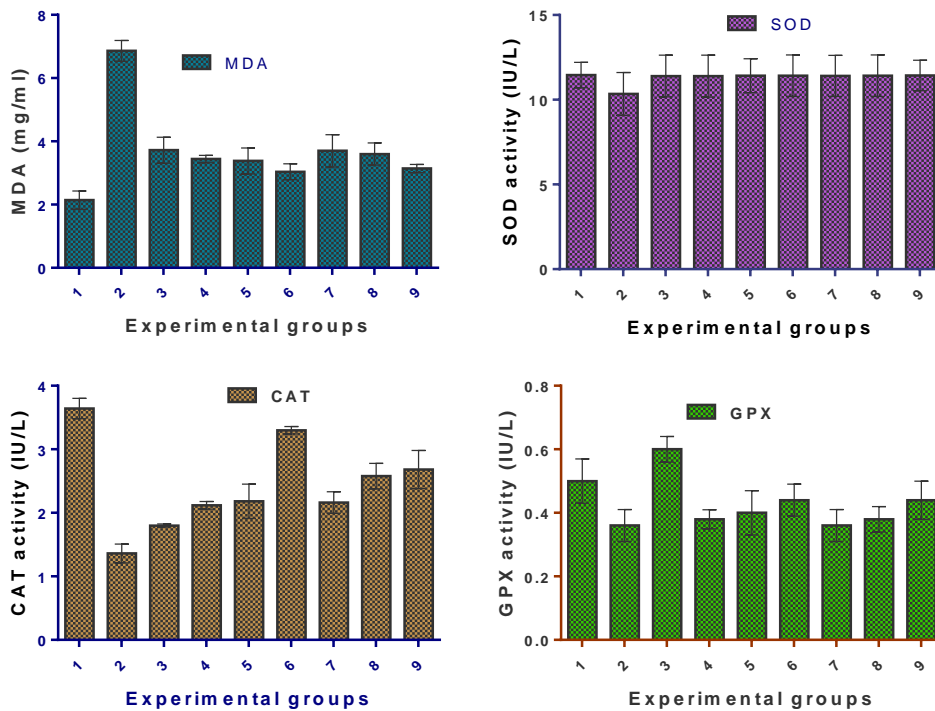 MDA (mg/ml)
8
6
4
2
0
MDA
1 2 3 4 5 6 7 8 9
Experimental groups
SOD activity (IU/L)
15
10
5
0
SOD
1 2 3 4 5 6 7 8 9
Experimental groups
CAT activity (IU/L)
4
3
2
1
0
CAT
1 2 3 4 5 6 7 8 9
Experimental groups
GPX activity (IU/L)
0.8
0.6
0.4
0.2
0.0
GPX
1 2 3 4 5 6 7 8 9
Experimental groups